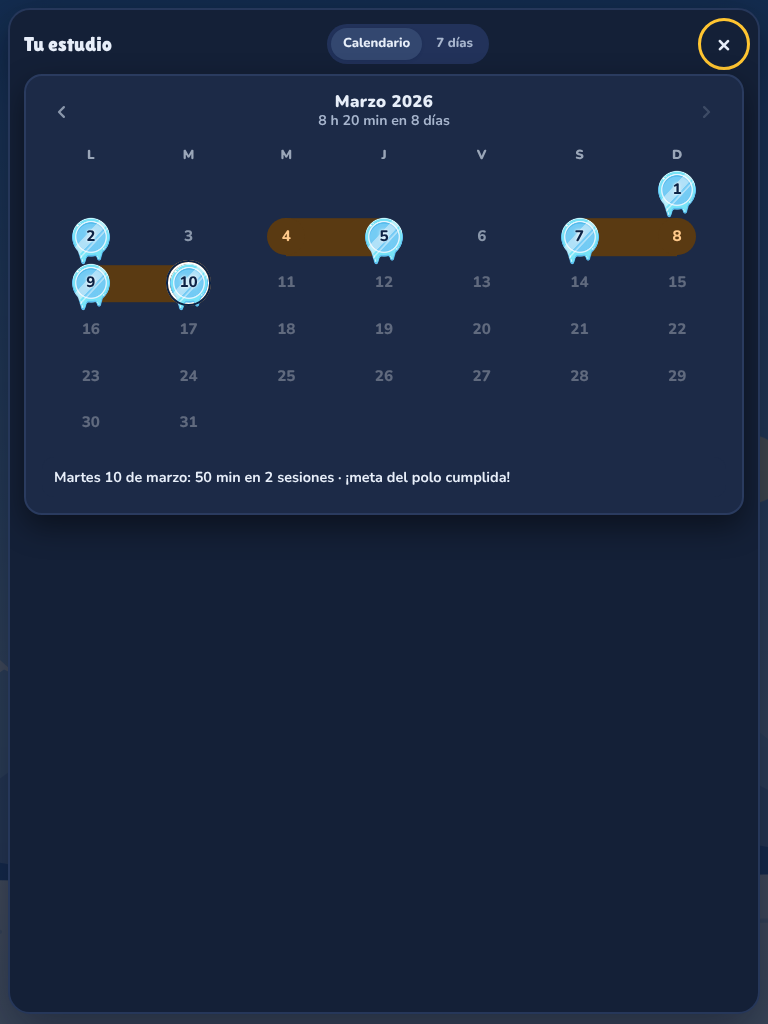 Tu estudio
Calendario 7 días
Marzo 2026
8 h 20 min en 8 días
L M M J V S D
1
2 3 4 5 6 7 8
9 10 11 12 13 14 15
16 17 18 19 20 21 22
23 24 25 26 27 28 29
30 31
Martes 10 de marzo: 50 min en 2 sesiones · ¡meta del polo cumplida!